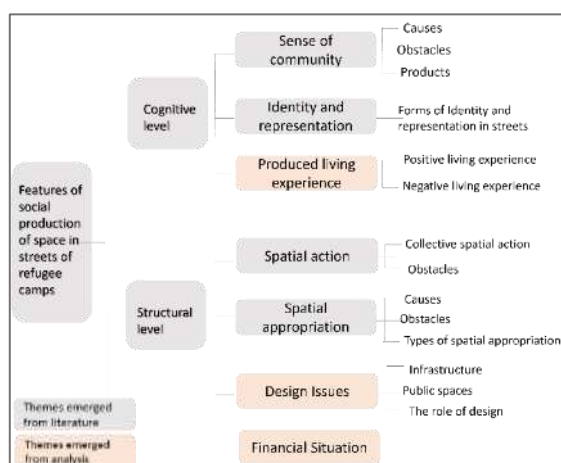 Causes
Sense of
community
Obstacles
Products
Cognitive
level
Identity and
representation
Forms of Identity and
representation in streets
Produced living
experience
Positive living experience
Negative living experience
Features of
social
production
of space in
streets of
refugee
camps
Structural
level
Spatial action
Collective spatial action
Obstacles
Spatial
appropriation
Causes
Obstacles
Types of spatial appropriation
Design Issues
Infrastructure
Public spaces
The role of design
Financial Situation
Themes emerged
from literature
Themes emerged
from analysis